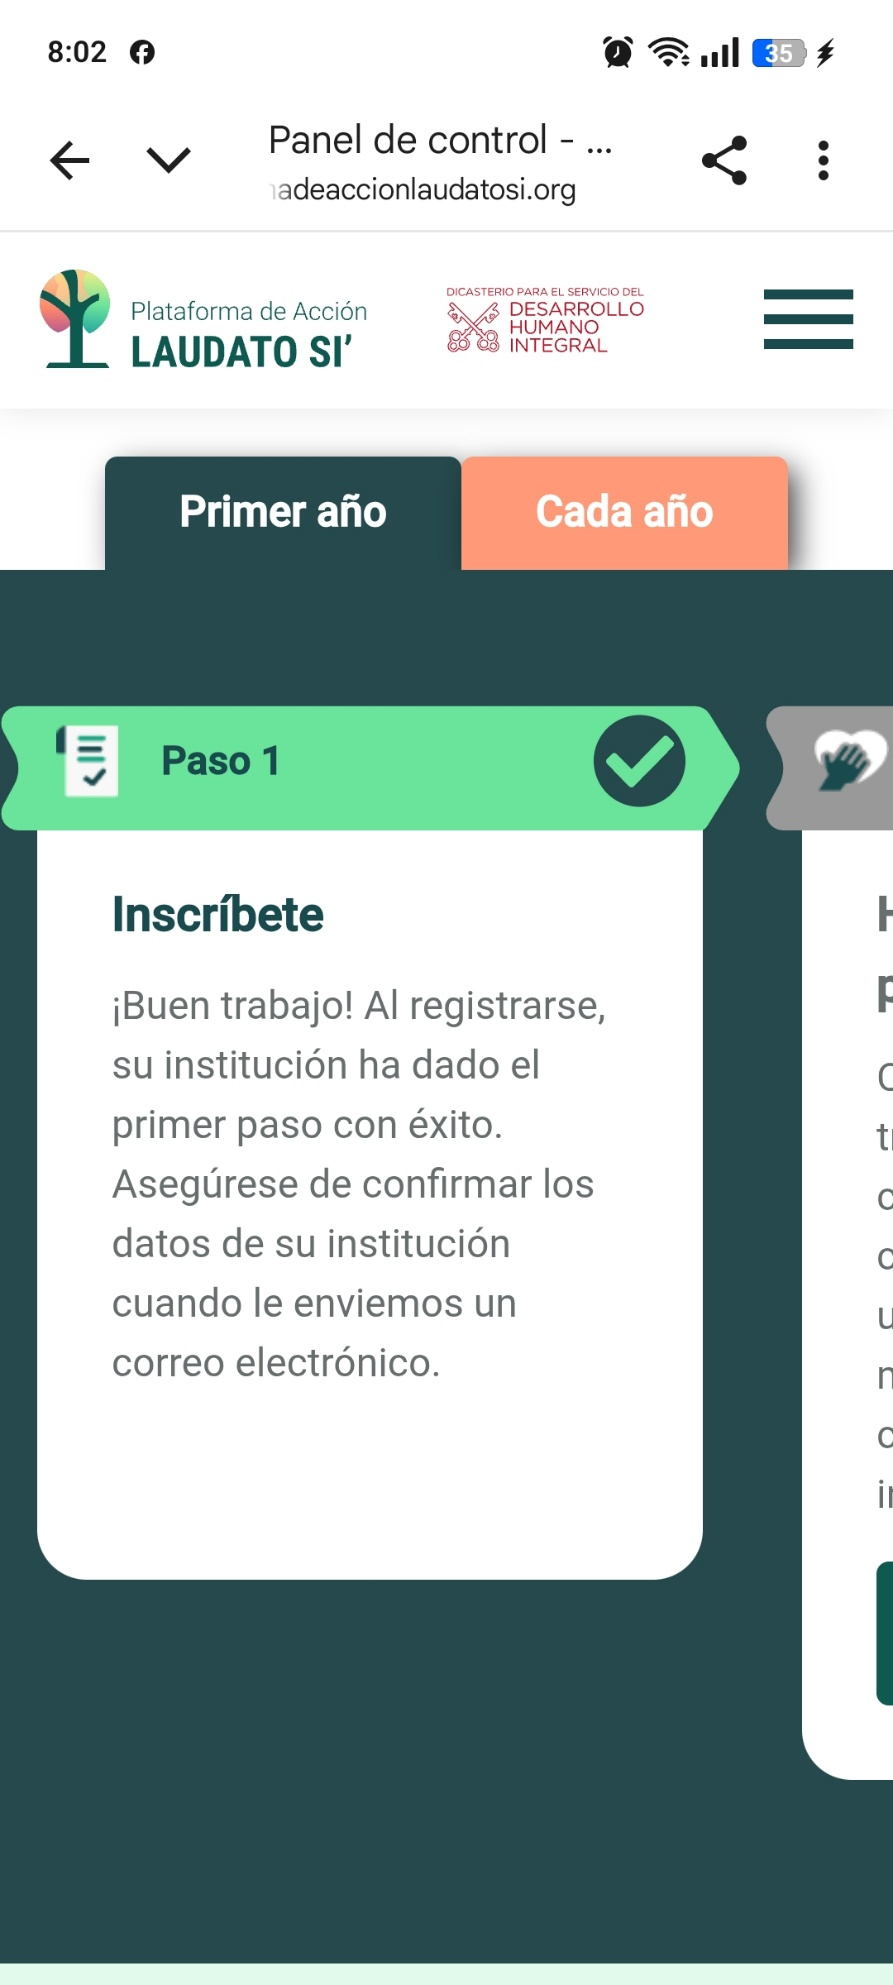 8:02
35
Panel de control - ...
adeaccionlaudatosi.org
Plataforma de Acción
LAUDATO SI’
DICASTERIO PARA EL SERVICIO DEL
DESARROLLO
HUMANO
INTEGRAL
Primer año
Cada año
Paso 1
Inscríbete
¡Buen trabajo! Al registrarse,
su institución ha dado el
primer paso con éxito.
Asegúrese de confirmar los
datos de su institución
cuando le enviemos un
correo electrónico.